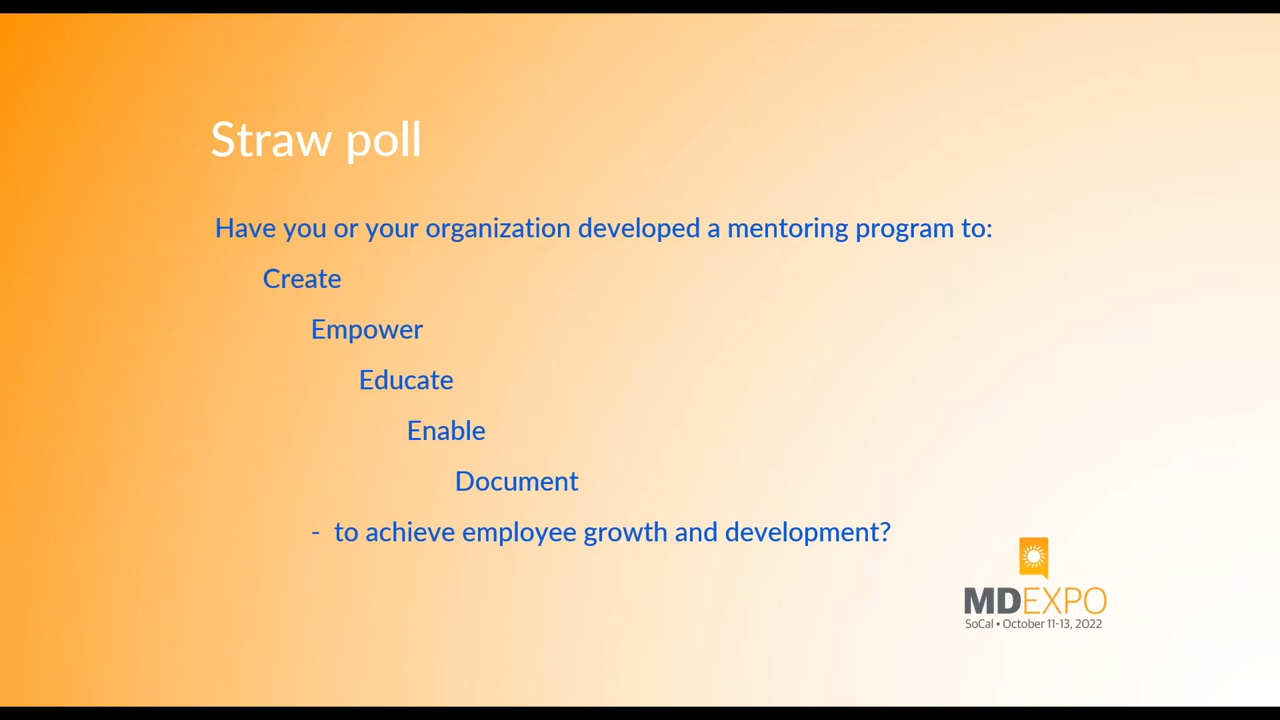 Straw poll
Have you or your organization developed a mentoring program to:
Create
Empower
Educate
Enable
Document
- to achieve employee growth and development?
MDEXPO
SoCal • October 11-13, 2022